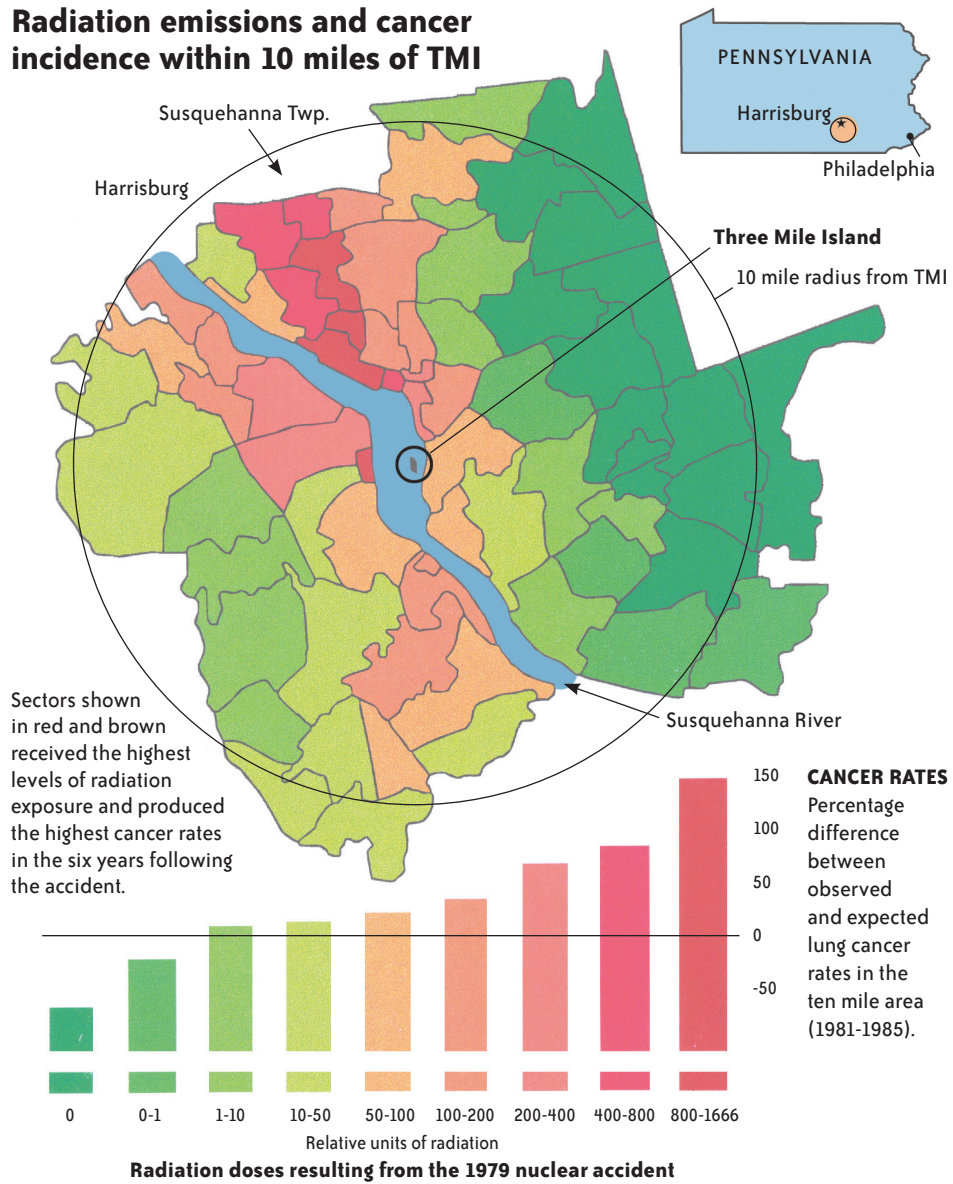 Radiation emissions and cancer
incidence within 10 miles of TMI
PENNSYLVANIA
Harrisburg
Philadelphia
Susquehanna Twp.
Harrisburg
Three Mile Island
10 mile radius from TMI
Susquehanna River
Sectors shown
in red and brown
received the highest
levels of radiation
exposure and produced
the highest cancer rates
in the six years following
the accident.
150
100
50
0
-50
CANCER RATES
Percentage
difference
between
observed
and expected
lung cancer
rates in the
ten mile area
(1981-1985).
0
0-1
1-10
10-50
50-100
100-200
200-400
400-800
800-1666
Relative units of radiation
Radiation doses resulting from the 1979 nuclear accident